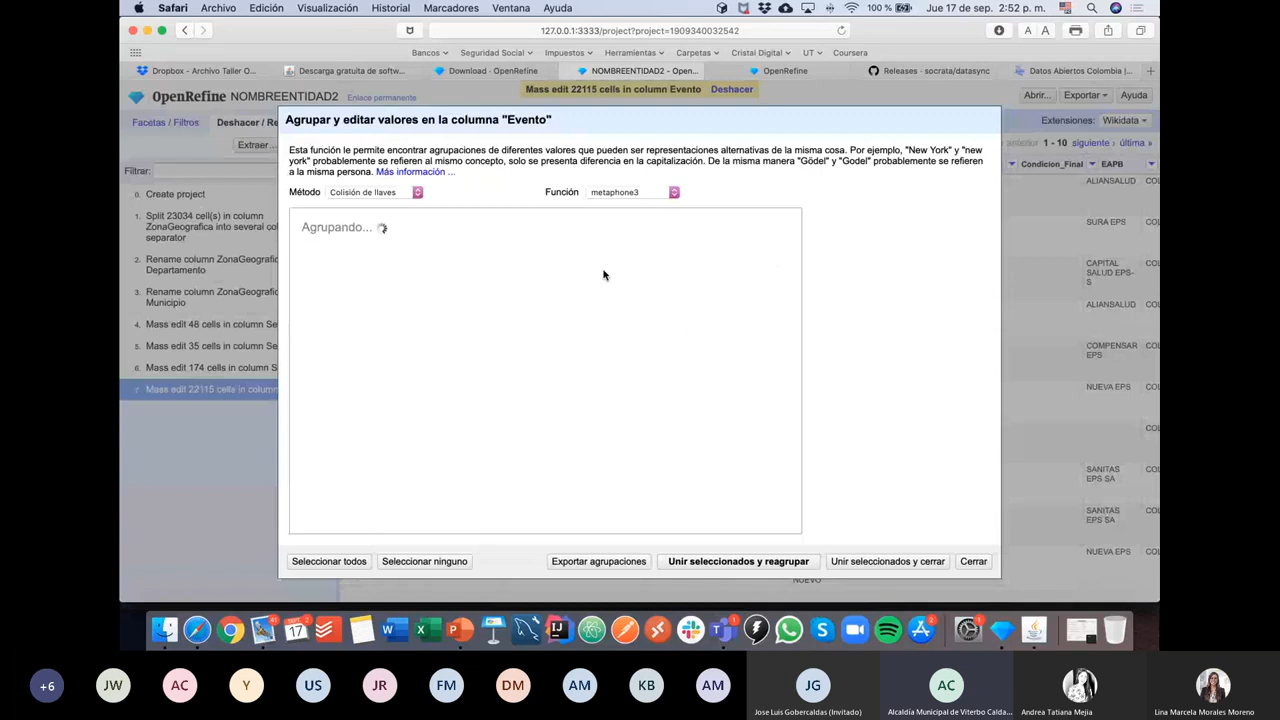 Safari Archivo Edición Visualización Historial Marcadores Ventana Ayuda 100 % Jue 17 de sep. 2:52 p. m.
127.0.0.1:3333/project?project=1909340032542
A A
Bancos Seguridad Social Impuestos Herramientas Carpetas Cristal Digital UT Coursera
Dropbox - Archivo Taller O... Descarga gratuita de softw... Download · OpenRefine NOMBREENTIDAD2 - Open... OpenRefine Releases · socrata/datasync Datos Abiertos Colombia |...
OpenRefine NOMBREENTIDAD2 Enlace permanente Mass edit 22115 cells in column Evento Deshacer Abrir... Exportar Ayuda
Facetas / Filtros Deshacer / Re Extensiones: Wikidata
Extraer... anterior 1 - 10 siguiente › última »
Filtrar: Condicion_Final EAPB
0. Create project
1. Split 23034 cell(s) in column
ZonaGeografica into several col
separator
2. Rename column ZonaGeografic
Departamento
3. Rename column ZonaGeografic
Municipio
4. Mass edit 48 cells in column Se
5. Mass edit 35 cells in column Se
6. Mass edit 174 cells in column S
7. Mass edit 22115 cells in column
Agrupar y editar valores en la columna "Evento"
Esta función le permite encontrar agrupaciones de diferentes valores que pueden ser representaciones alternativas de la misma cosa. Por ejemplo, "New York" y "new
york" probablemente se refieren al mismo concepto, solo se presenta diferencia en la capitalización. De la misma manera "Gödel" y "Godel" probablemente se refieren
a la misma persona. Más información ...
Método Colisión de llaves Función metaphone3
Agrupando...
Seleccionar todos Seleccionar ninguno Exportar agrupaciones Unir seleccionados y reagrupar Unir seleccionados y cerrar Cerrar
ALIANSALUD COL
SURA EPS COL
CAPITAL COL
SALUD EPS-
S
ALIANSALUD COL
COMPENSAR COL
EPS
NUEVA EPS COL
COL
SANITAS COL
EPS SA
SANITAS COL
EPS SA
NUEVA EPS COL
NUEVO
+6 JW AC Y US JR FM DM AM KB AM JG AC
Jose Luis Gobercaldas (Invitado) Alcaldía Municipal de Viterbo Calda... Andrea Tatiana Mejía Lina Marcela Morales Moreno